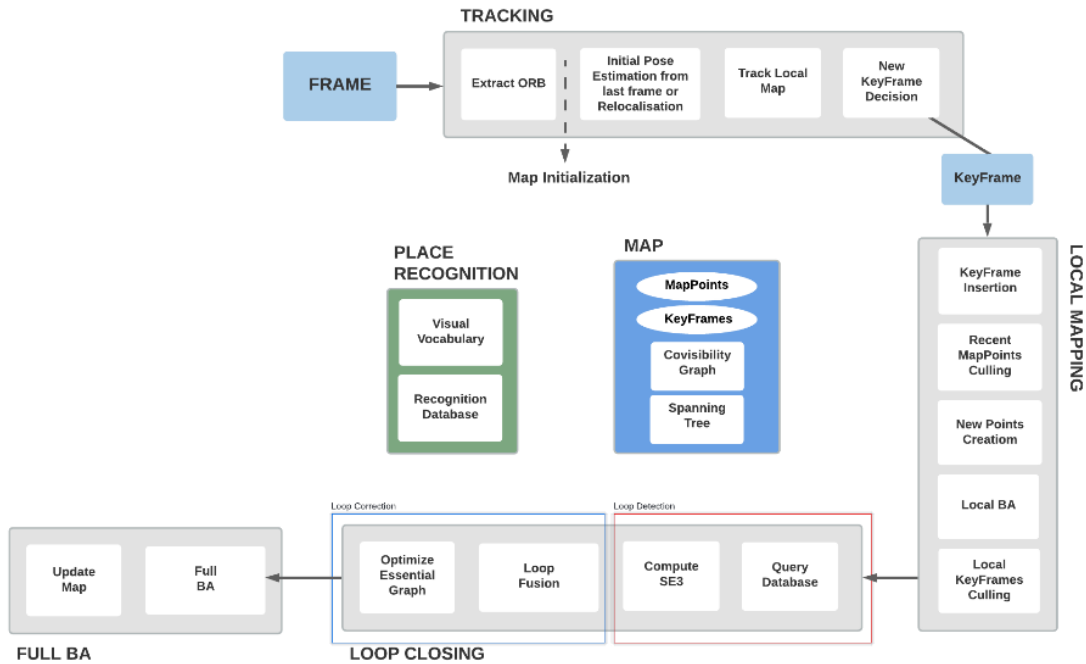 TRACKING
FRAME
Extract ORB
Initial Pose
Estimation from
last frame or
Relocalisation
Track Local
Map
New
KeyFrame
Decision
Map Initialization
KeyFrame
LOCAL MAPPING
KeyFrame
Insertion
Recent
MapPoints
Culling
New Points
Creatiom
Local BA
Local
KeyFrames
Culling
PLACE
RECOGNITION
Visual
Vocabulary
Recognition
Database
MAP
MapPoints
KeyFrames
Covisibility
Graph
Spanning
Tree
Loop Correction
Loop Detection
Update
Map
Full
BA
Optimize
Essential
Graph
Loop
Fusion
Compute
SE3
Query
Database
FULL BA
LOOP CLOSING